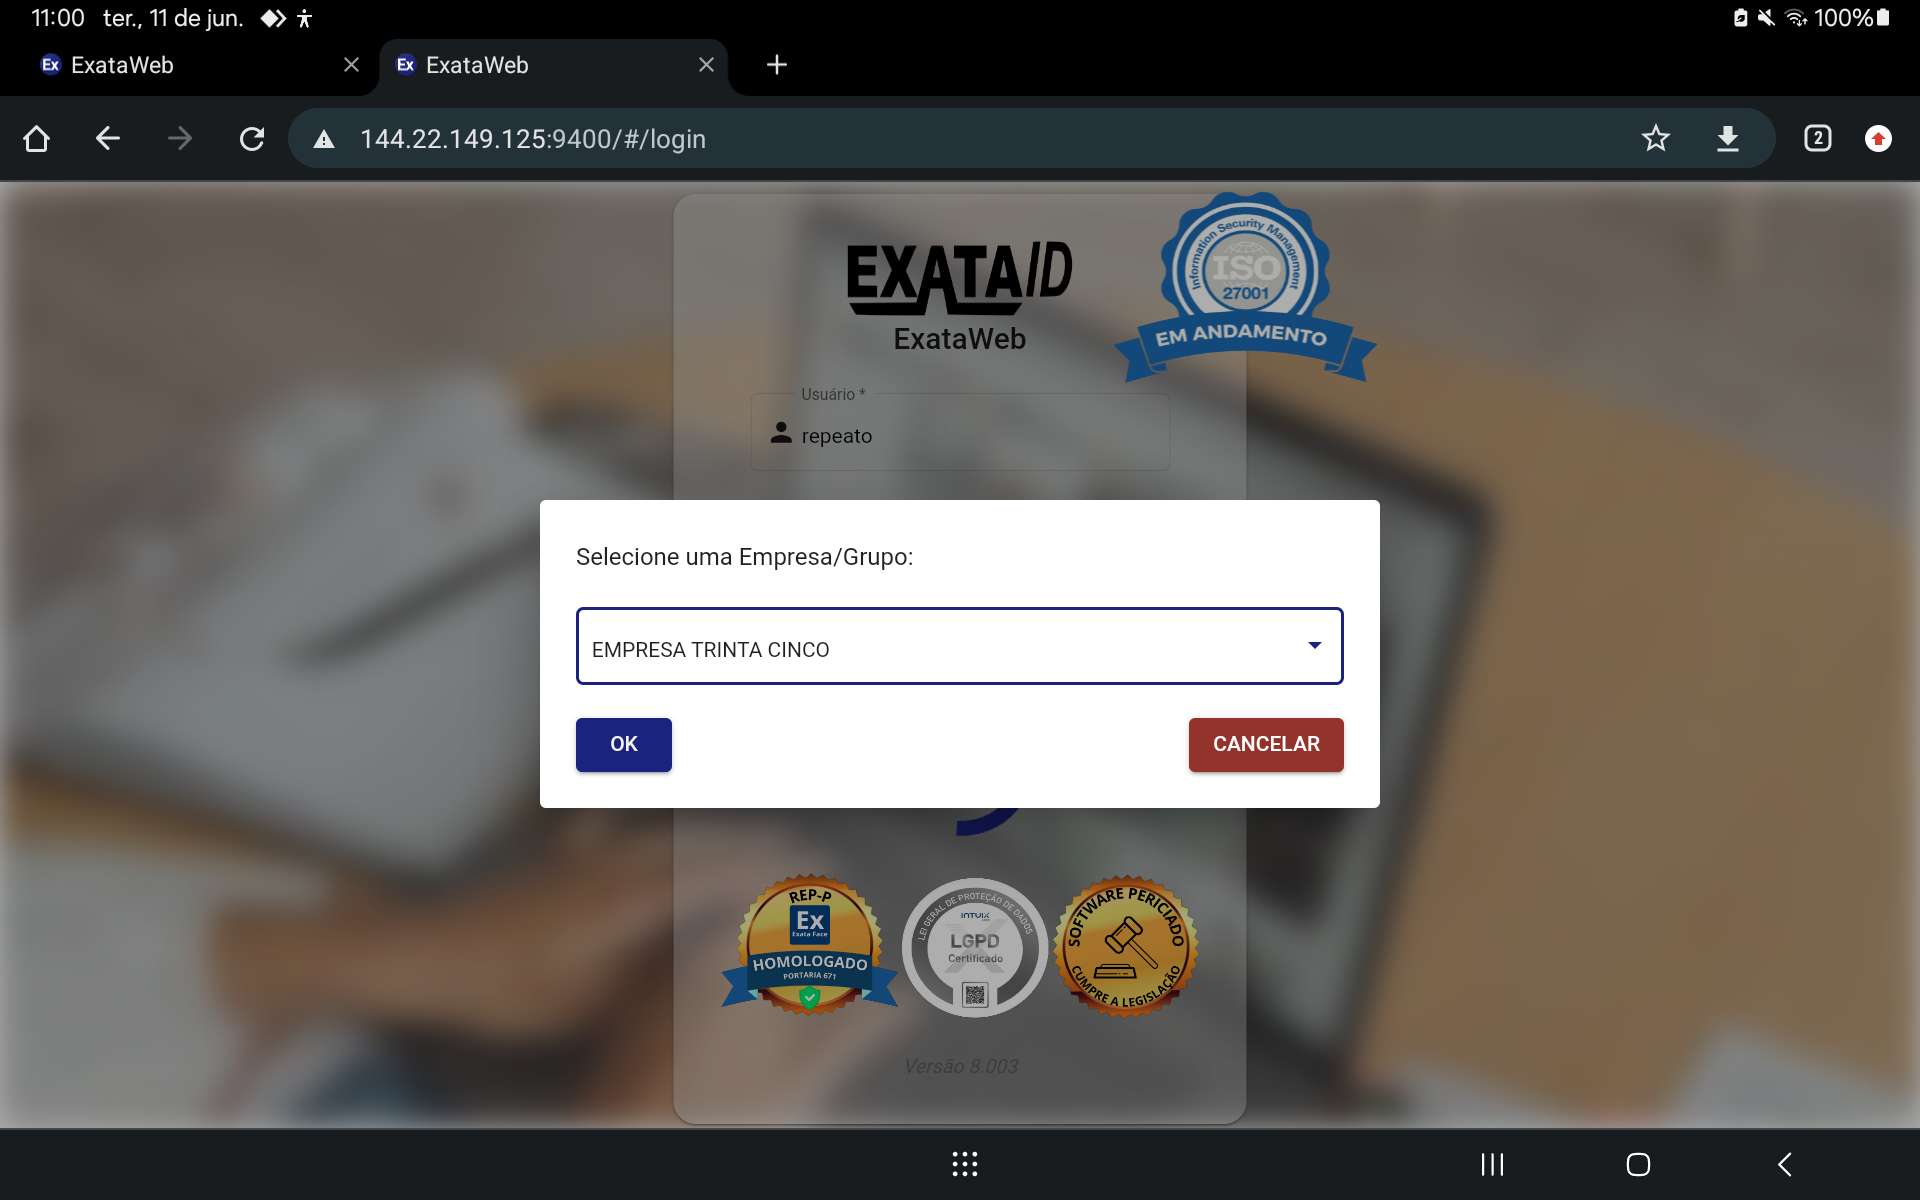 11:00 ter., 11 de jun. 100%
Ex ExataWeb
Ex ExataWeb
144.22.149.125:9400/#/login
2
EXATA ID
ExataWeb
Information Security Management
ISO
27001
EM ANDAMENTO
Usuário *
repeato
Selecione uma Empresa/Grupo:
EMPRESA TRINTA CINCO
OK
CANCELAR
REP-P
Ex
Exata Face
HOMOLOGADO
PORTARIA 671
LEI GERAL DE PROTEÇÃO DE DADOS
INTUIX
LGPD
Certificado
SOFTWARE PERICIADO
CUMPRE A LEGISLAÇÃO
Versão 8.003